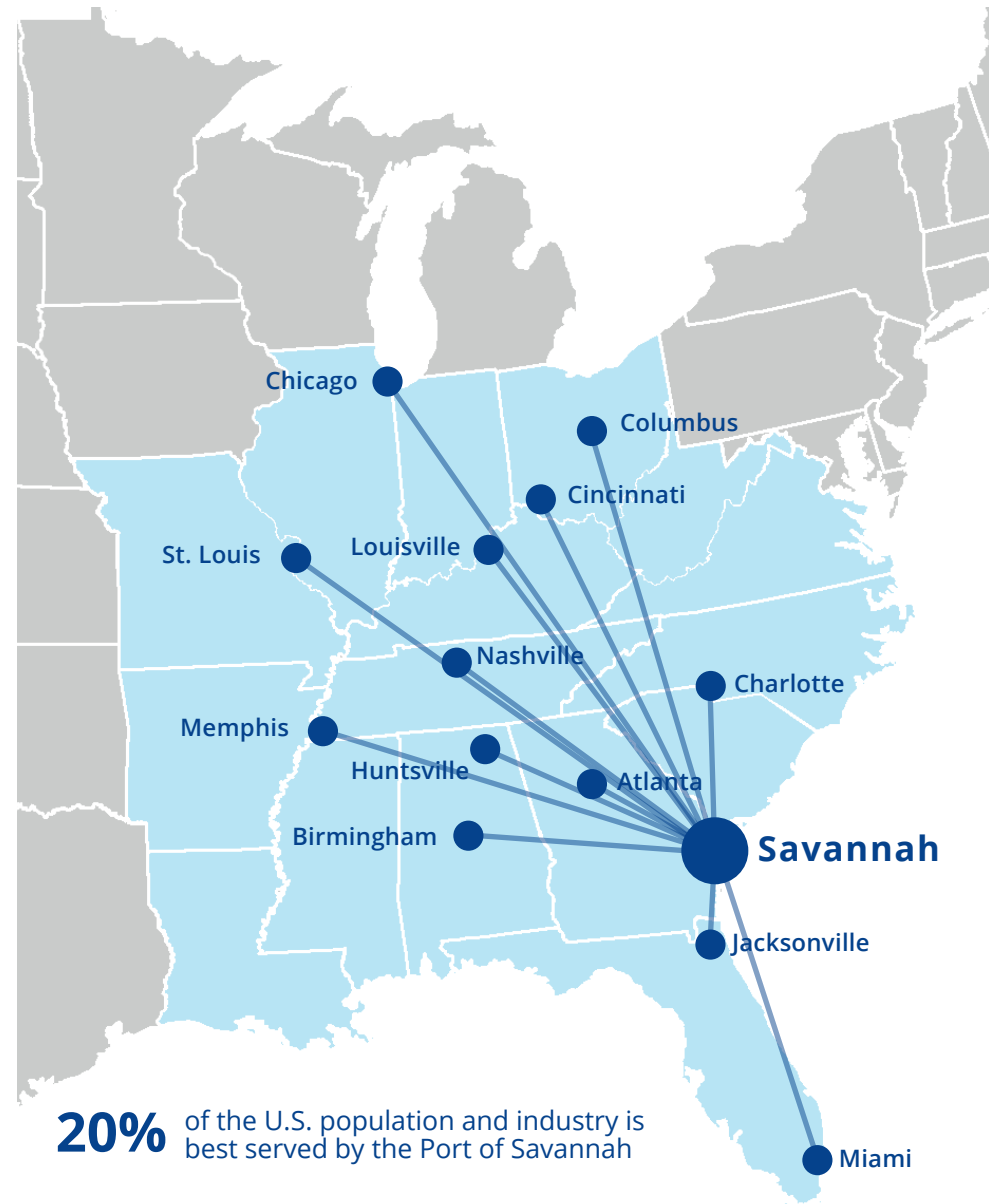 Chicago
Columbus
Cincinnati
Louisville
St. Louis
Nashville
Charlotte
Memphis
Huntsville
Atlanta
Birmingham
Savannah
Jacksonville
20% of the U.S. population and industry is
best served by the Port of Savannah
Miami